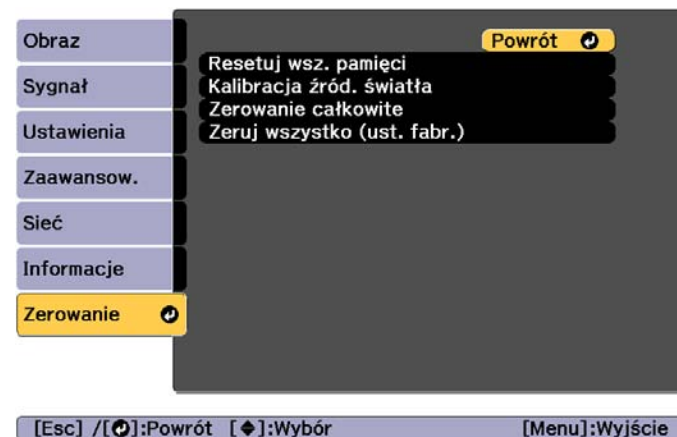 Obraz
Sygnał
Ustawienia
Zaawansow.
Sieć
Informacje
Zerowanie
Powrót
Resetuj wsz. pamięci
Kalibracja źród. światła
Zerowanie całkowite
Zeruj wszystko (ust. fabr.)
[Esc] /[⏎]:Powrót [◆]:Wybór [Menu]:Wyjście